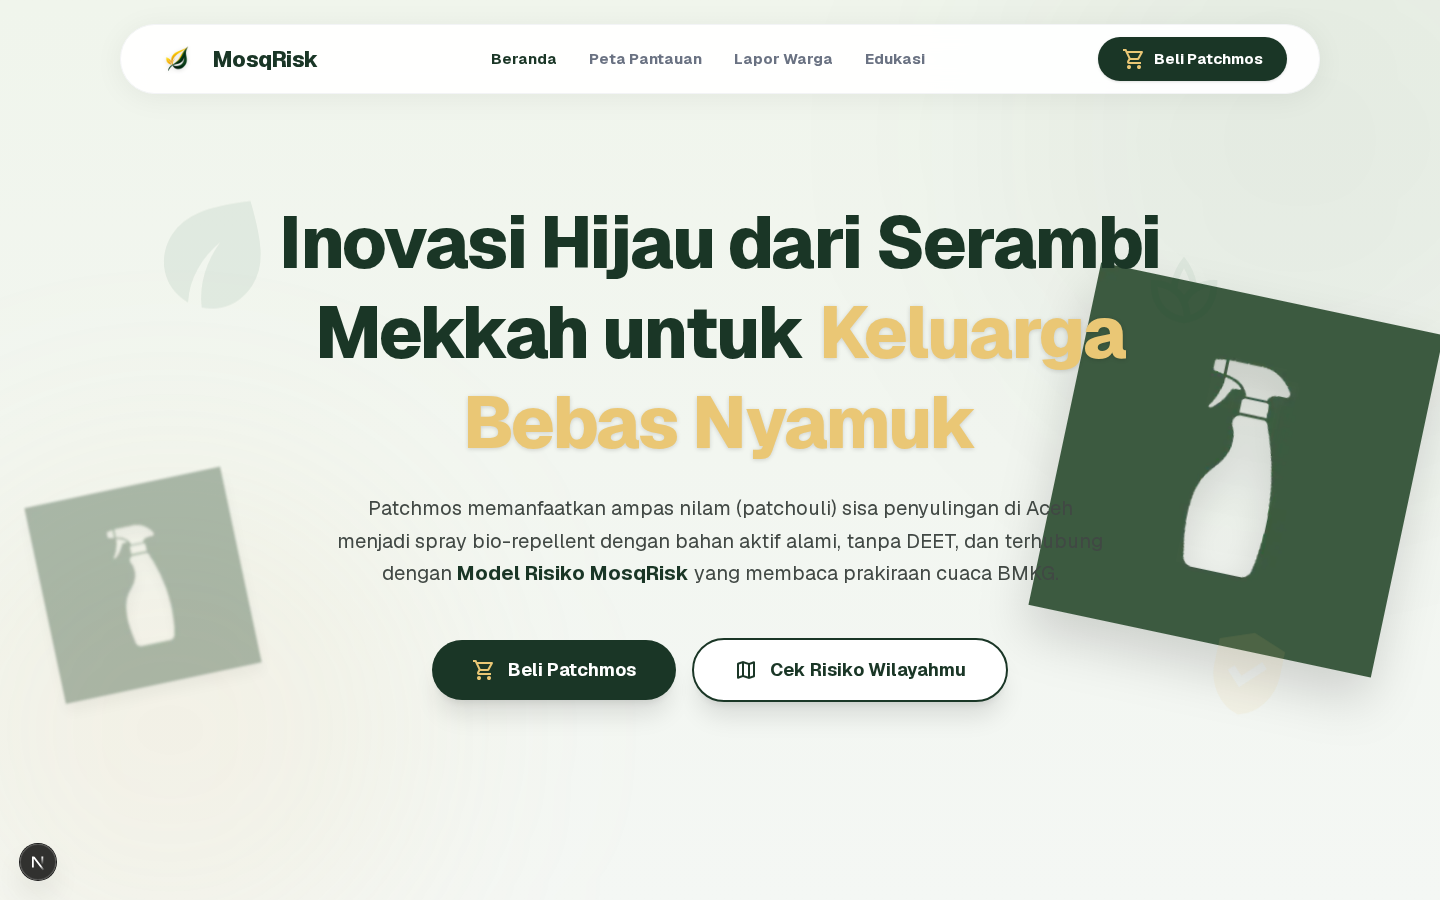 MosqRisk
Beranda
Peta Pantauan
Lapor Warga
Edukasi
Beli Patchmos
Inovasi Hijau dari Serambi
Mekkah untuk Keluarga
Bebas Nyamuk
Patchmos memanfaatkan ampas nilam (patchouli) sisa penyulingan di Aceh
menjadi spray bio-repellent dengan bahan aktif alami, tanpa DEET, dan terhubung
dengan Model Risiko MosqRisk yang membaca prakiraan cuaca BMKG.
Beli Patchmos
Cek Risiko Wilayahmu
N